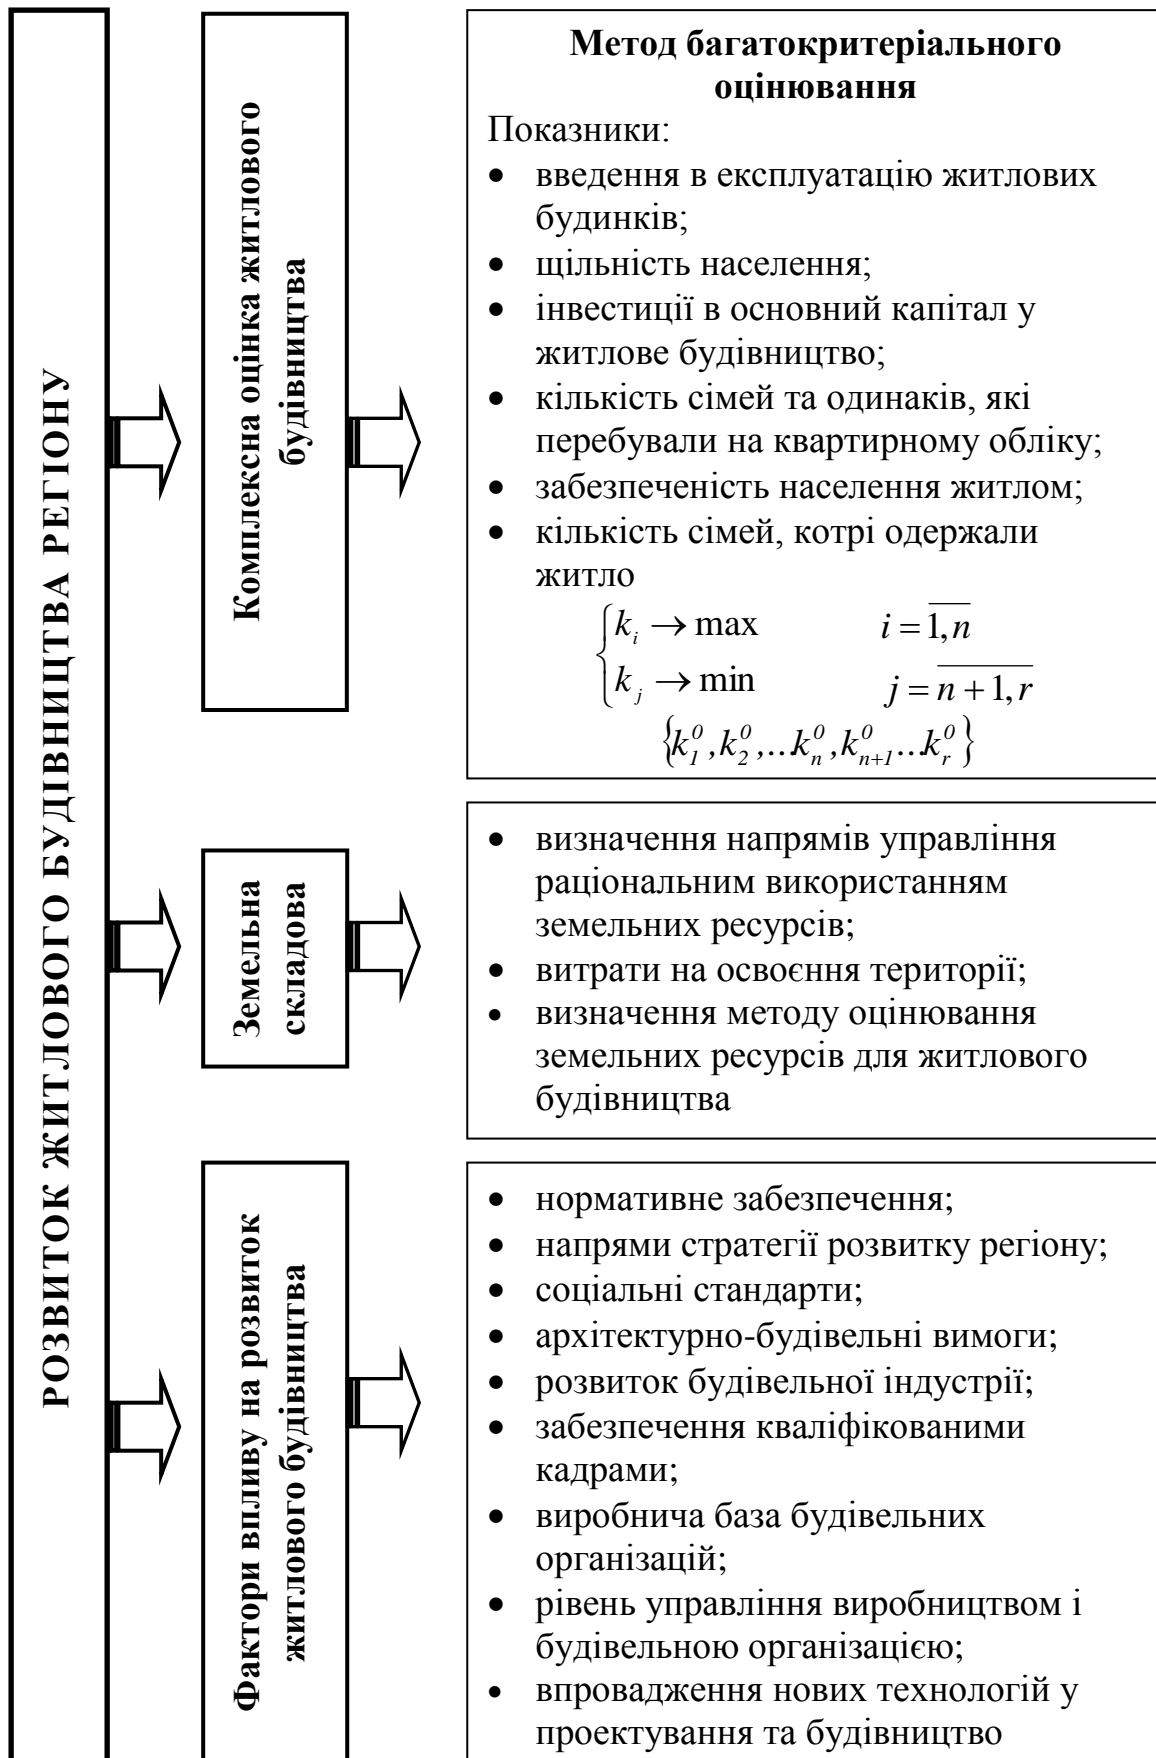 РОЗВИТОК ЖИТЛОВОГО БУДІВНИЦТВА РЕГІОНУ
Комплексна оцінка житлового
будівництва
Метод багатокритеріального
оцінювання
Показники:
• введення в експлуатацію житлових
будинків;
• щільність населення;
• інвестиції в основний капітал у
житлове будівництво;
• кількість сімей та одинаків, які
перебували на квартирному обліку;
• забезпеченість населення житлом;
• кількість сімей, котрі одержали
житло
{k_i → max i = \overline{1,n}
{k_j → min j = \overline{n+1,r}
{k_1^0, k_2^0,...k_n^0, k_{n+1}^0...k_r^0}
Земельна
складова
• визначення напрямів управління
раціональним використанням
земельних ресурсів;
• витрати на освоєння території;
• визначення методу оцінювання
земельних ресурсів для житлового
будівництва
Фактори впливу на розвиток
житлового будівництва
• нормативне забезпечення;
• напрями стратегії розвитку регіону;
• соціальні стандарти;
• архітектурно-будівельні вимоги;
• розвиток будівельної індустрії;
• забезпечення кваліфікованими
кадрами;
• виробнича база будівельних
організацій;
• рівень управління виробництвом і
будівельною організацією;
• впровадження нових технологій у
проектування та будівництво